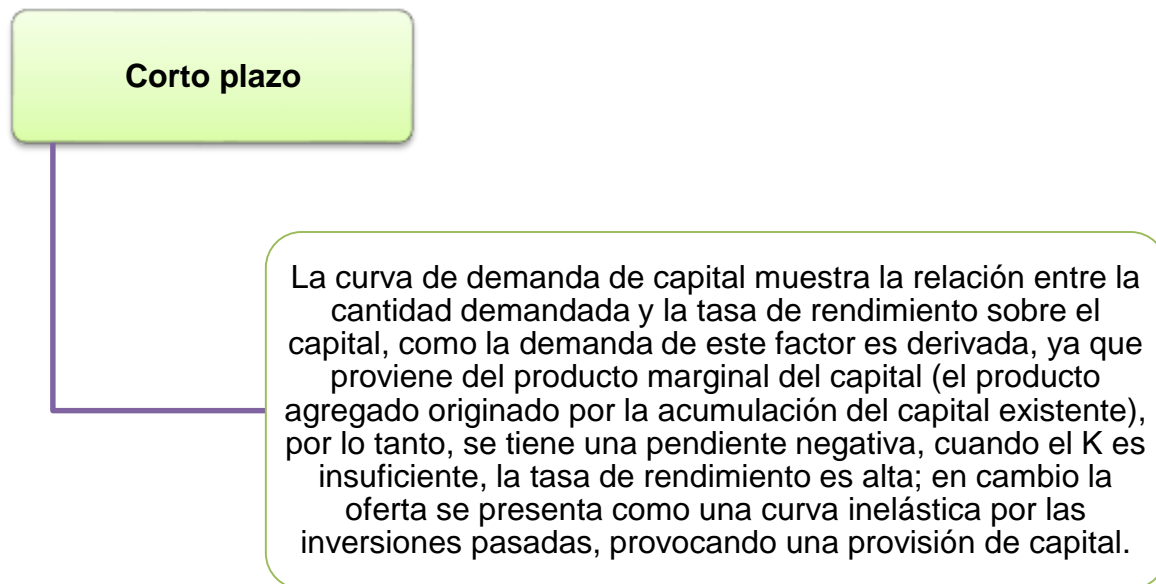 Corto plazo
La curva de demanda de capital muestra la relación entre la
cantidad demandada y la tasa de rendimiento sobre el
capital, como la demanda de este factor es derivada, ya que
proviene del producto marginal del capital (el producto
agregado originado por la acumulación del capital existente),
por lo tanto, se tiene una pendiente negativa, cuando el K es
insuficiente, la tasa de rendimiento es alta; en cambio la
oferta se presenta como una curva inelástica por las
inversiones pasadas, provocando una provisión de capital.